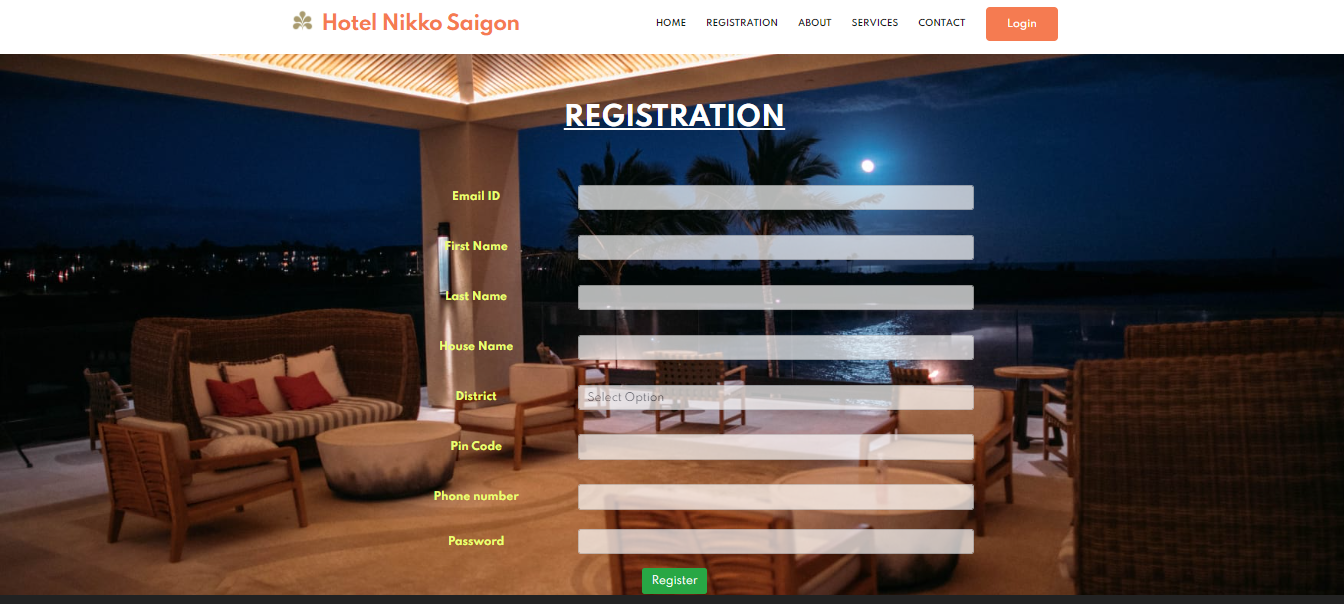 Hotel Nikko Saigon
HOME REGISTRATION ABOUT SERVICES CONTACT Login
REGISTRATION
Email ID
First Name
Last Name
House Name
District Select Option
Pin Code
Phone number
Password
Register